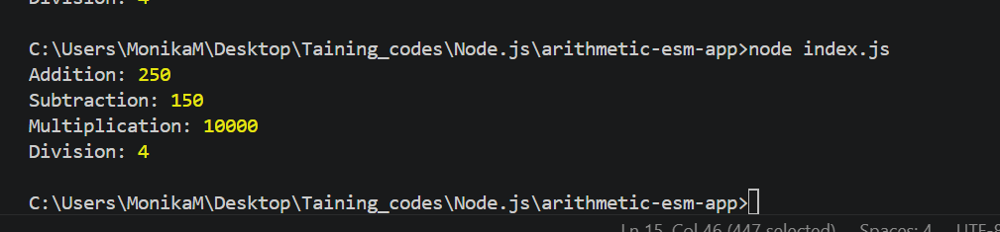 Division: 4
C:\Users\MonikaM\Desktop\Taining_codes\Node.js\arithmetic-esm-app>node index.js
Addition: 250
Subtraction: 150
Multiplication: 10000
Division: 4
C:\Users\MonikaM\Desktop\Taining_codes\Node.js\arithmetic-esm-app>
Ln 15, Col 46 (447 selected) Spaces: 4 UTF-8